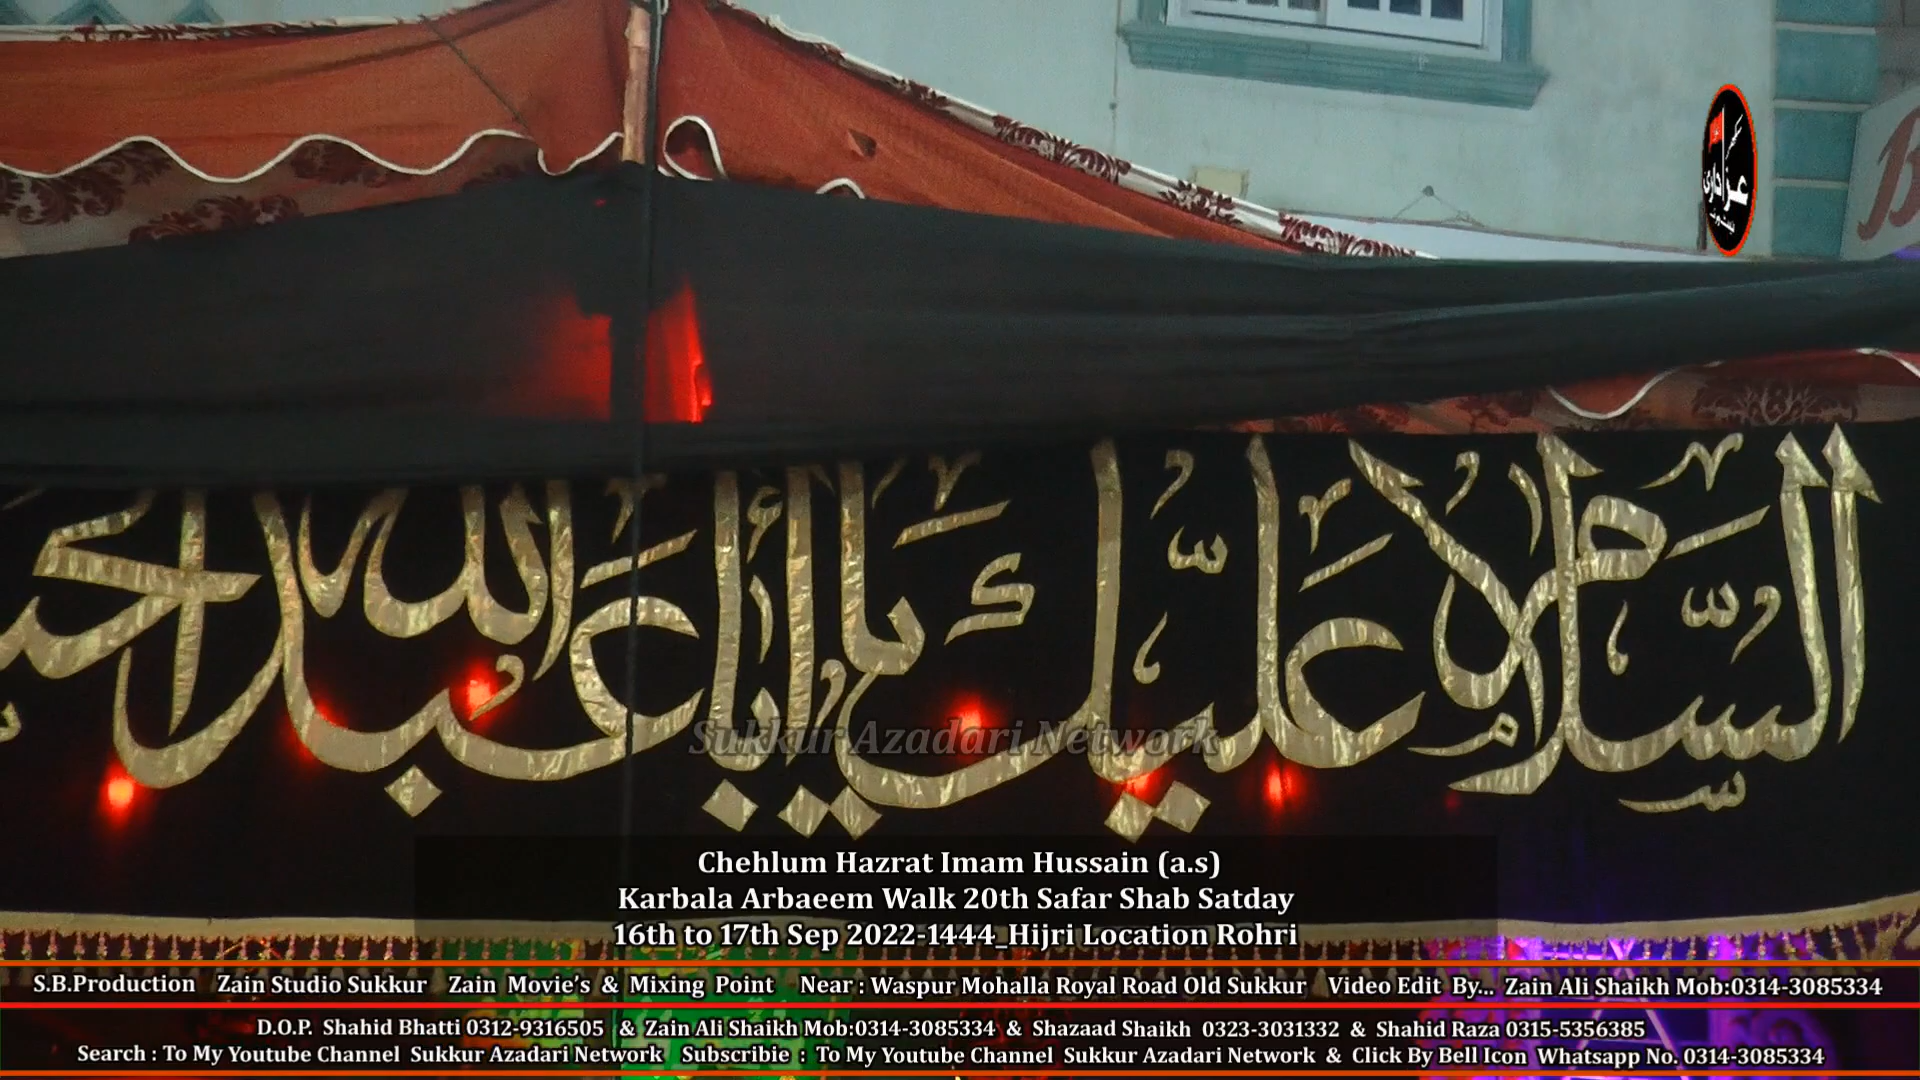 السَّلَامُ عَلَيْكَ يَا أَبَا عَبْدِ اللّٰه
عزاداری
Sukkur Azadari Network
Chehlum Hazrat Imam Hussain (a.s)
Karbala Arbaeem Walk 20th Safar Shab Satday
16th to 17th Sep 2022-1444_Hijri Location Rohri
S.B.Production Zain Studio Sukkur Zain Movie's & Mixing Point Near : Waspur Mohalla Royal Road Old Sukkur Video Edit By... Zain Ali Shaikh Mob:0314-3085334
D.O.P. Shahid Bhatti 0312-9316505 & Zain Ali Shaikh Mob:0314-3085334 & Shazaad Shaikh 0323-3031332 & Shahid Raza 0315-5356385
Search : To My Youtube Channel Sukkur Azadari Network Subscribie : To My Youtube Channel Sukkur Azadari Network & Click By Bell Icon Whatsapp No. 0314-3085334